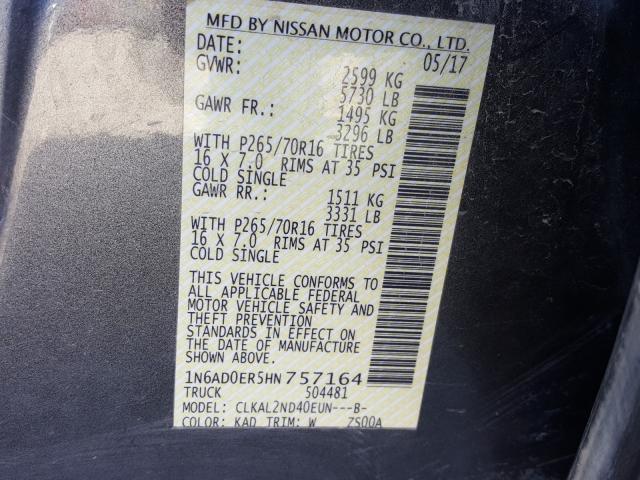 MFD BY NISSAN MOTOR CO., LTD.
DATE: 05/17
GVWR: 2599 KG
5730 LB
GAWR FR.: 1495 KG
3296 LB
WITH P265/70R16 TIRES
16 X 7.0 RIMS AT 35 PSI
COLD SINGLE
GAWR RR.: 1511 KG
3331 LB
WITH P265/70R16 TIRES
16 X 7.0 RIMS AT 35 PSI
COLD SINGLE
THIS VEHICLE CONFORMS TO
ALL APPLICABLE FEDERAL
MOTOR VEHICLE SAFETY AND
THEFT PREVENTION
STANDARDS IN EFFECT ON
THE DATE OF MANUFACTURE
SHOWN ABOVE.
1N6AD0ER5HN 757164
TRUCK 504481
MODEL: CLKAL2ND40EUN---B-
COLOR: KAD TRIM: W ZS00A